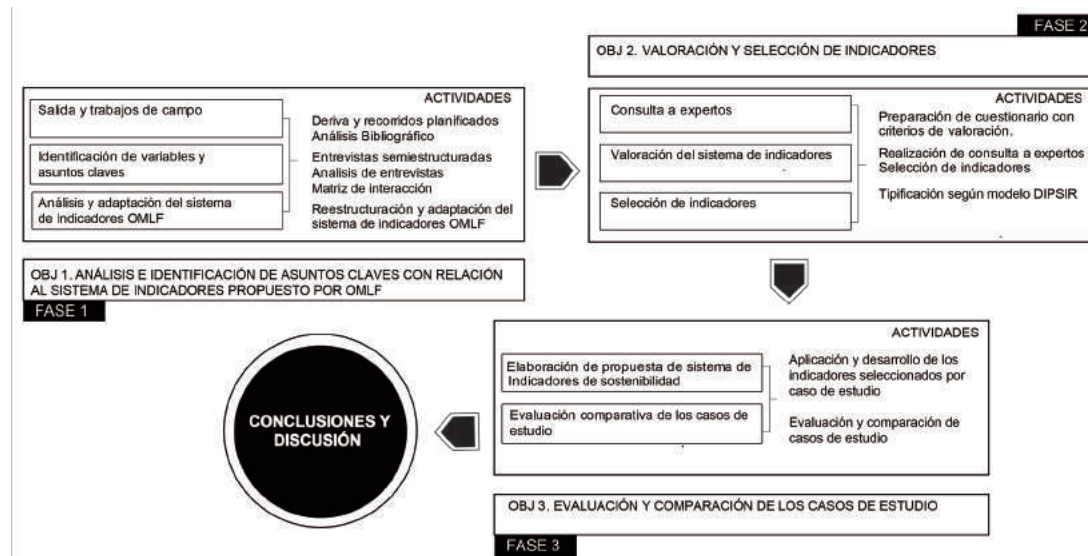 ACTIVIDADES
Salida y trabajos de campo
Identificación de variables y
asuntos claves
Análisis y adaptación del sistema
de Indicadores OMLF
Deriva y recorridos planificados
Análisis Bibliográfico
Entrevistas semiestructuradas
Analisis de entrevistas
Matriz de interacción
Reestructuración y adaptación del
sistema de indicadores OMLF
OBJ 1. ANÁLISIS E IDENTIFICACIÓN DE ASUNTOS CLAVES CON RELACIÓN
AL SISTEMA DE INDICADORES PROPUESTO POR OMLF
FASE 1
FASE 2
OBJ 2. VALORACIÓN Y SELECCIÓN DE INDICADORES
ACTIVIDADES
Consulta a expertos
Valoración del sistema de indicadores
Selección de indicadores
Preparación de cuestionario con
criterios de valoración.
Realización de consulta a expertos
Selección de indicadores
Tipificación según modelo DIPSIR
ACTIVIDADES
Elaboración de propuesta de sistema de
Indicadores de sostenibilidad
Evaluación comparativa de los casos de
estudio
Aplicación y desarrollo de los
indicadores seleccionados por
caso de estudio
Evaluación y comparación de
casos de estudio
OBJ 3. EVALUACIÓN Y COMPARACIÓN DE LOS CASOS DE ESTUDIO
FASE 3
CONCLUSIONES Y
DISCUSIÓN